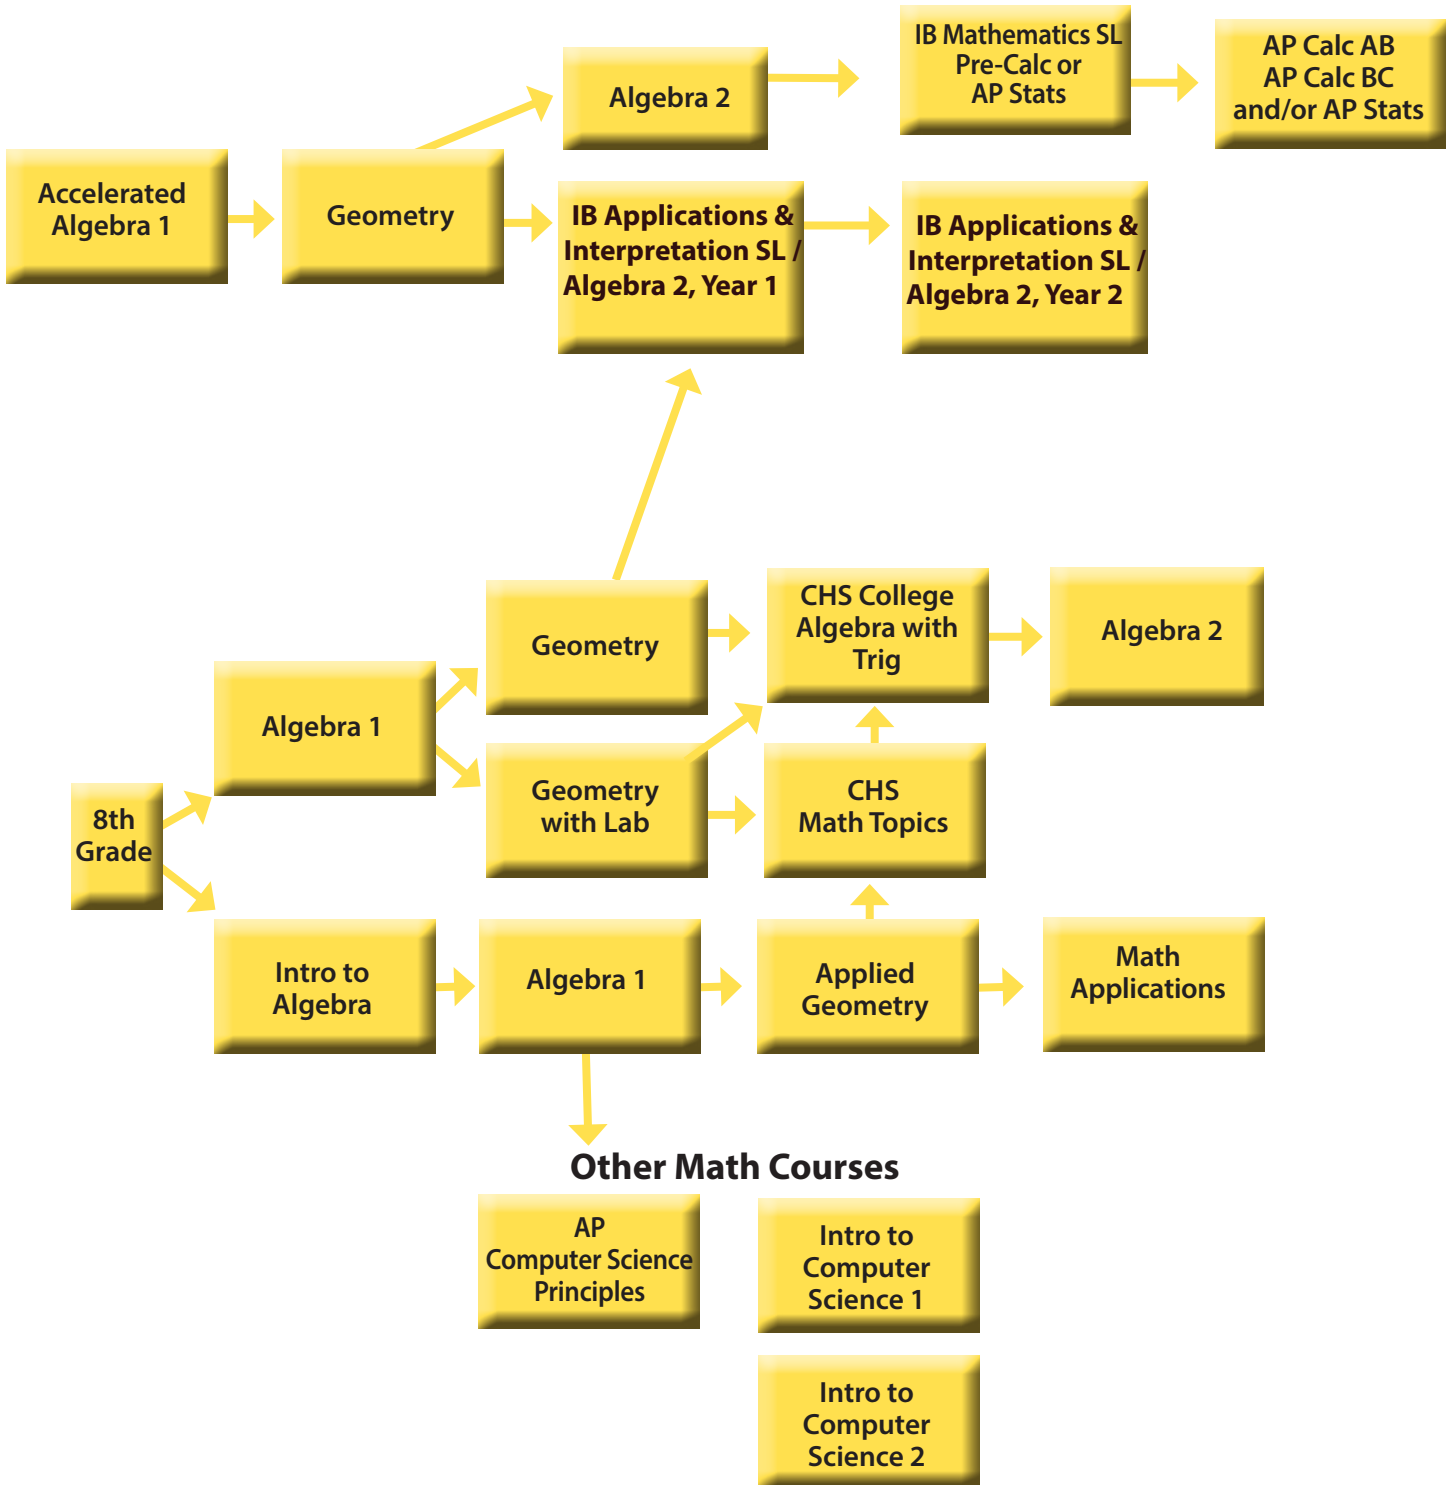 IB Mathematics SL
Pre-Calc or
AP Stats
AP Calc AB
AP Calc BC
and/or AP Stats
Algebra 2
Accelerated
Algebra 1
Geometry
IB Applications &
Interpretation SL /
Algebra 2, Year 1
IB Applications &
Interpretation SL /
Algebra 2, Year 2
Geometry
CHS College
Algebra with
Trig
Algebra 2
Algebra 1
Geometry
with Lab
CHS
Math Topics
8th
Grade
Intro to
Algebra
Algebra 1
Applied
Geometry
Math
Applications
Other Math Courses
AP
Computer Science
Principles
Intro to
Computer
Science 1
Intro to
Computer
Science 2